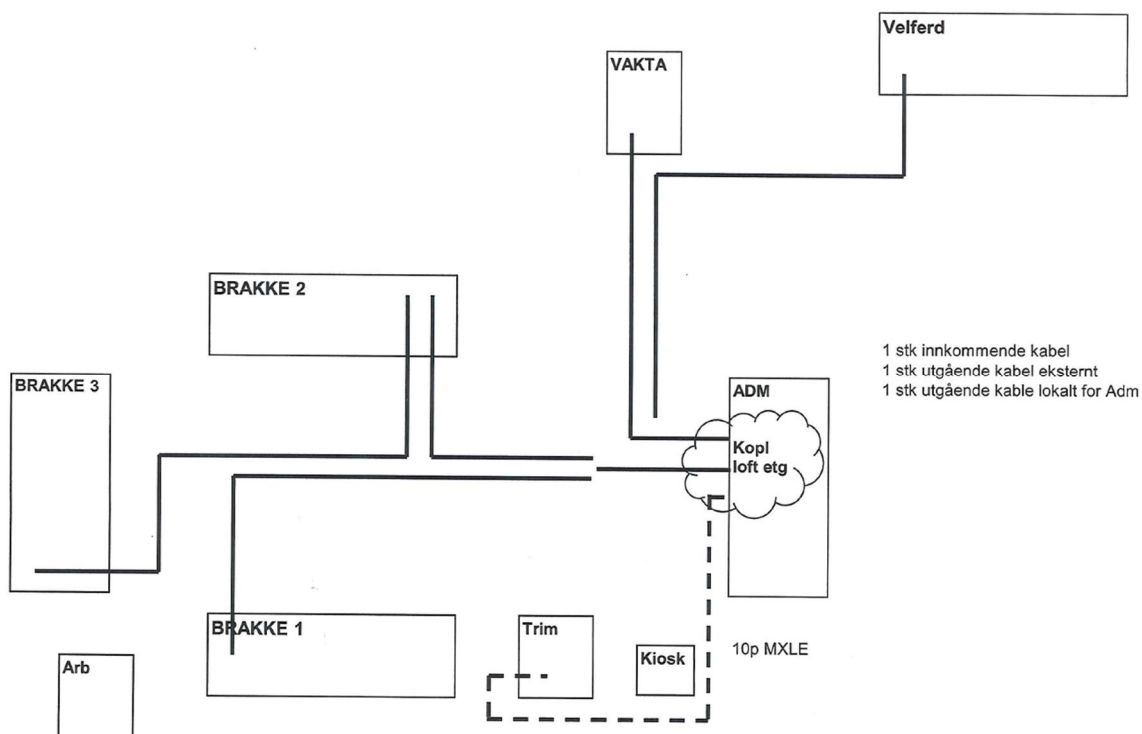 Velferd
VAKTA
BRAKKE 2
1 stk innkommende kabel
1 stk utgående kabel eksternt
1 stk utgående kable lokalt for Adm
BRAKKE 3
ADM
Kopl
loft etg
BRAKKE 1
Trim
Kiosk
10p MXLE
Arb